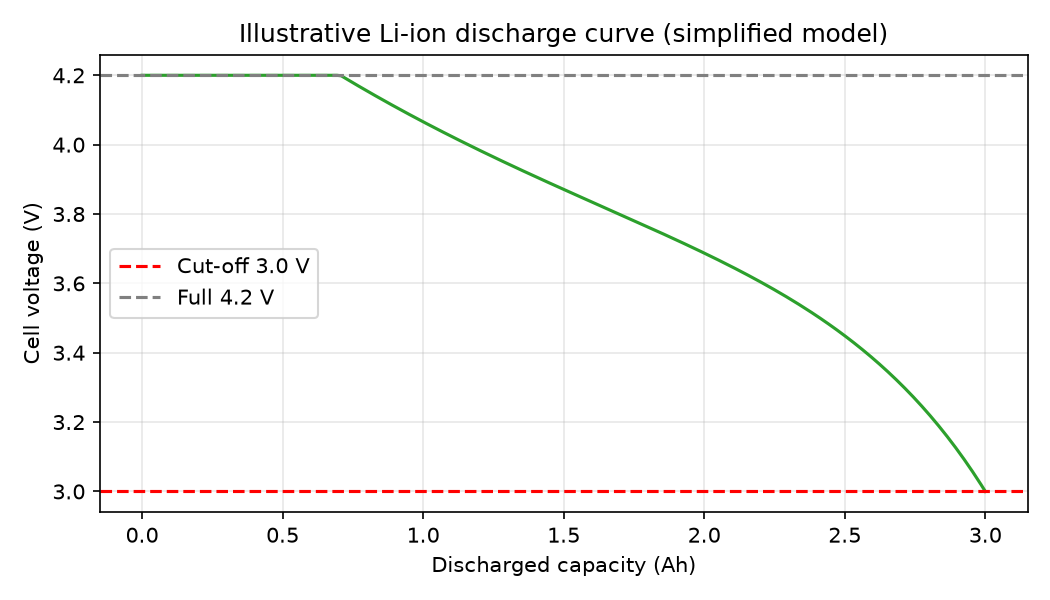 Illustrative Li-ion discharge curve (simplified model)
Cell voltage (V)
4.2
4.0
3.8
3.6
3.4
3.2
3.0
Cut-off 3.0 V
Full 4.2 V
0.0 0.5 1.0 1.5 2.0 2.5 3.0
Discharged capacity (Ah)